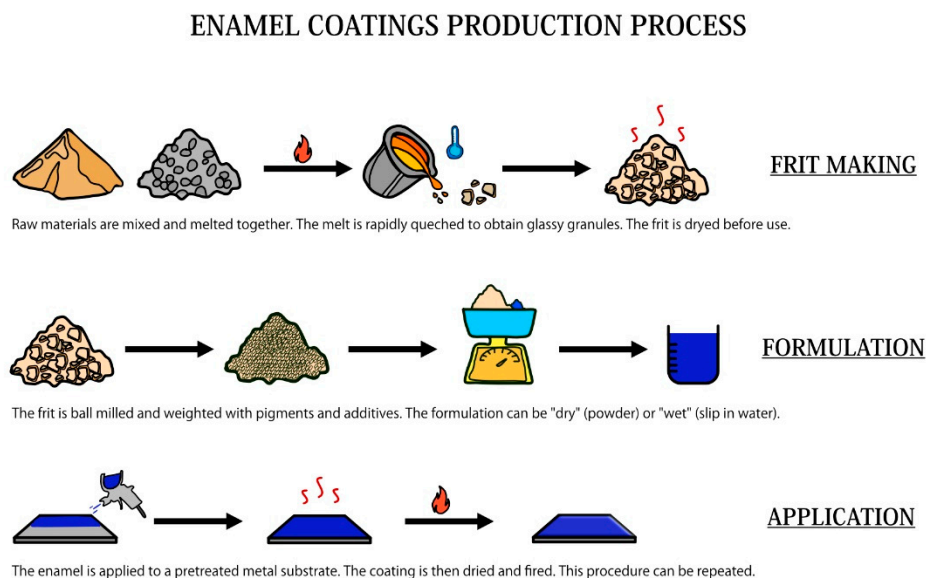 ENAMEL COATINGS PRODUCTION PROCESS
FRIT MAKING
Raw materials are mixed and melted together. The melt is rapidly queched to obtain glassy granules. The frit is dryed before use.
FORMULATION
The frit is ball milled and weighted with pigments and additives. The formulation can be "dry" (powder) or "wet" (slip in water).
APPLICATION
The enamel is applied to a pretreated metal substrate. The coating is then dried and fired. This procedure can be repeated.